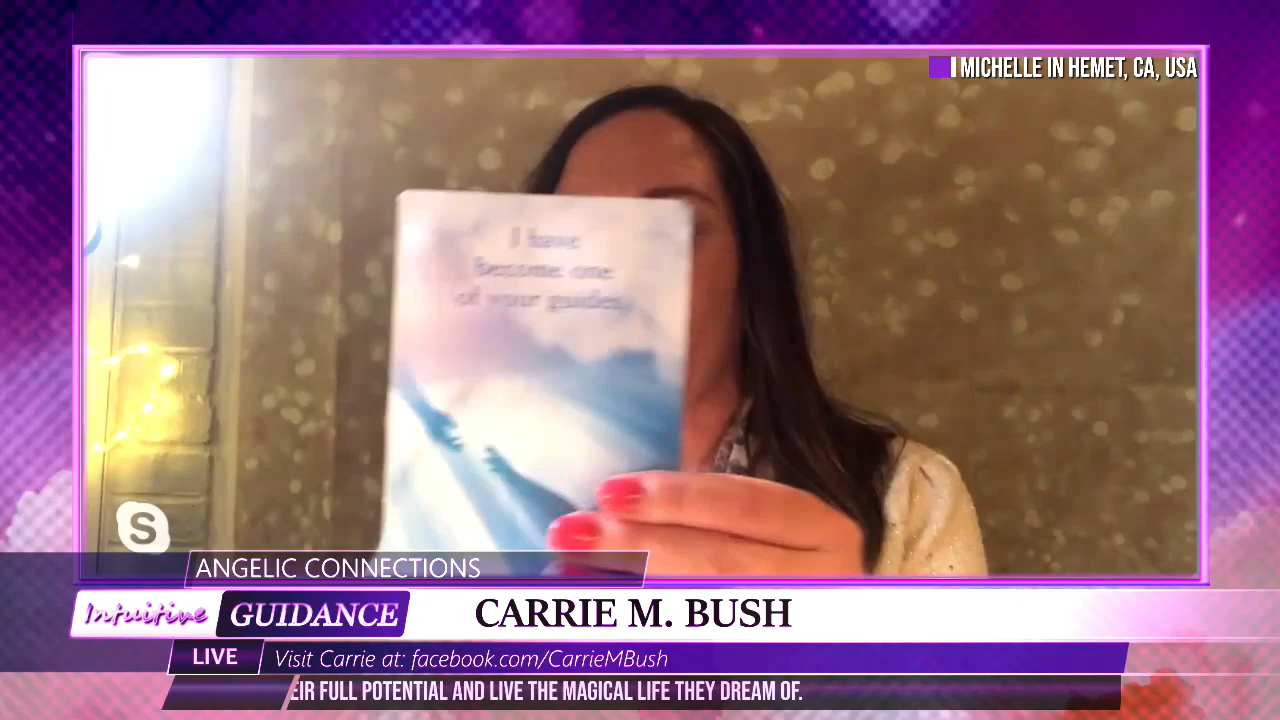 MICHELLE IN HEMET, CA, USA
I have
become one
of your guides
S
ANGELIC CONNECTIONS
Intuitive GUIDANCE
CARRIE M. BUSH
LIVE
Visit Carrie at: facebook.com/CarrieMBush
EIR FULL POTENTIAL AND LIVE THE MAGICAL LIFE THEY DREAM OF.